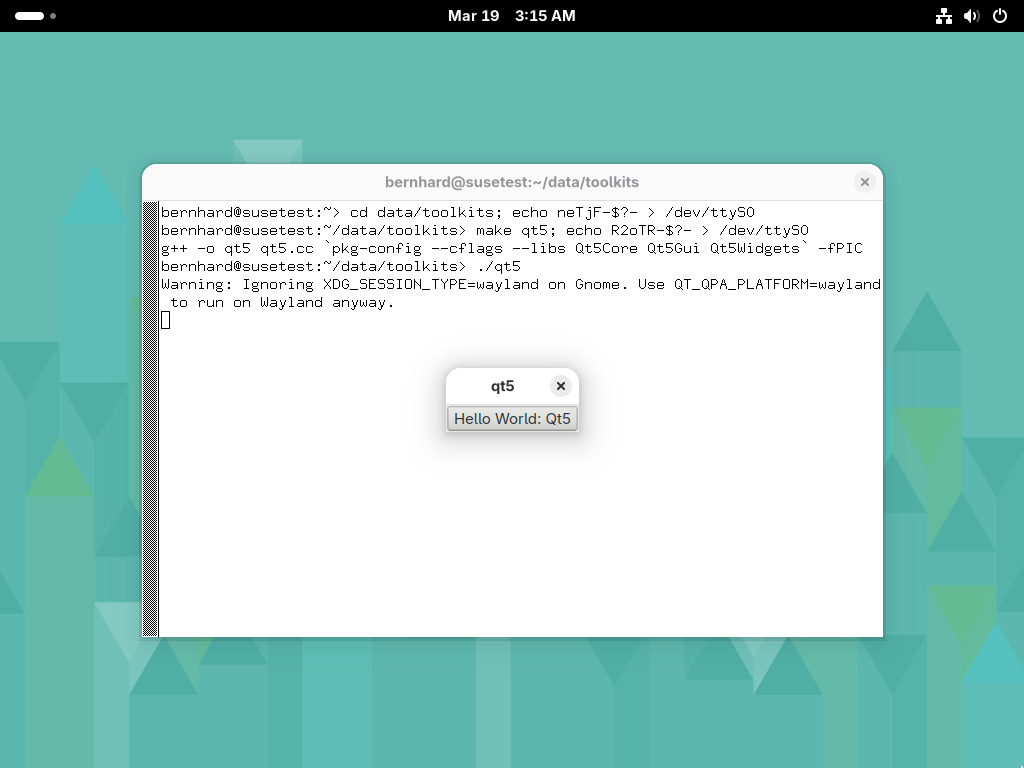 Mar 19 3:15 AM
bernhard@susetest:~/data/toolkits
bernhard@susetest:~> cd data/toolkits; echo neTjF-$?- > /dev/ttyS0
bernhard@susetest:~/data/toolkits> make qt5; echo R2oTR-$?- > /dev/ttyS0
g++ -o qt5 qt5.cc `pkg-config --cflags --libs Qt5Core Qt5Gui Qt5Widgets` -fPIC
bernhard@susetest:~/data/toolkits> ./qt5
Warning: Ignoring XDG_SESSION_TYPE=wayland on Gnome. Use QT_QPA_PLATFORM=wayland
 to run on Wayland anyway.
qt5
Hello World: Qt5